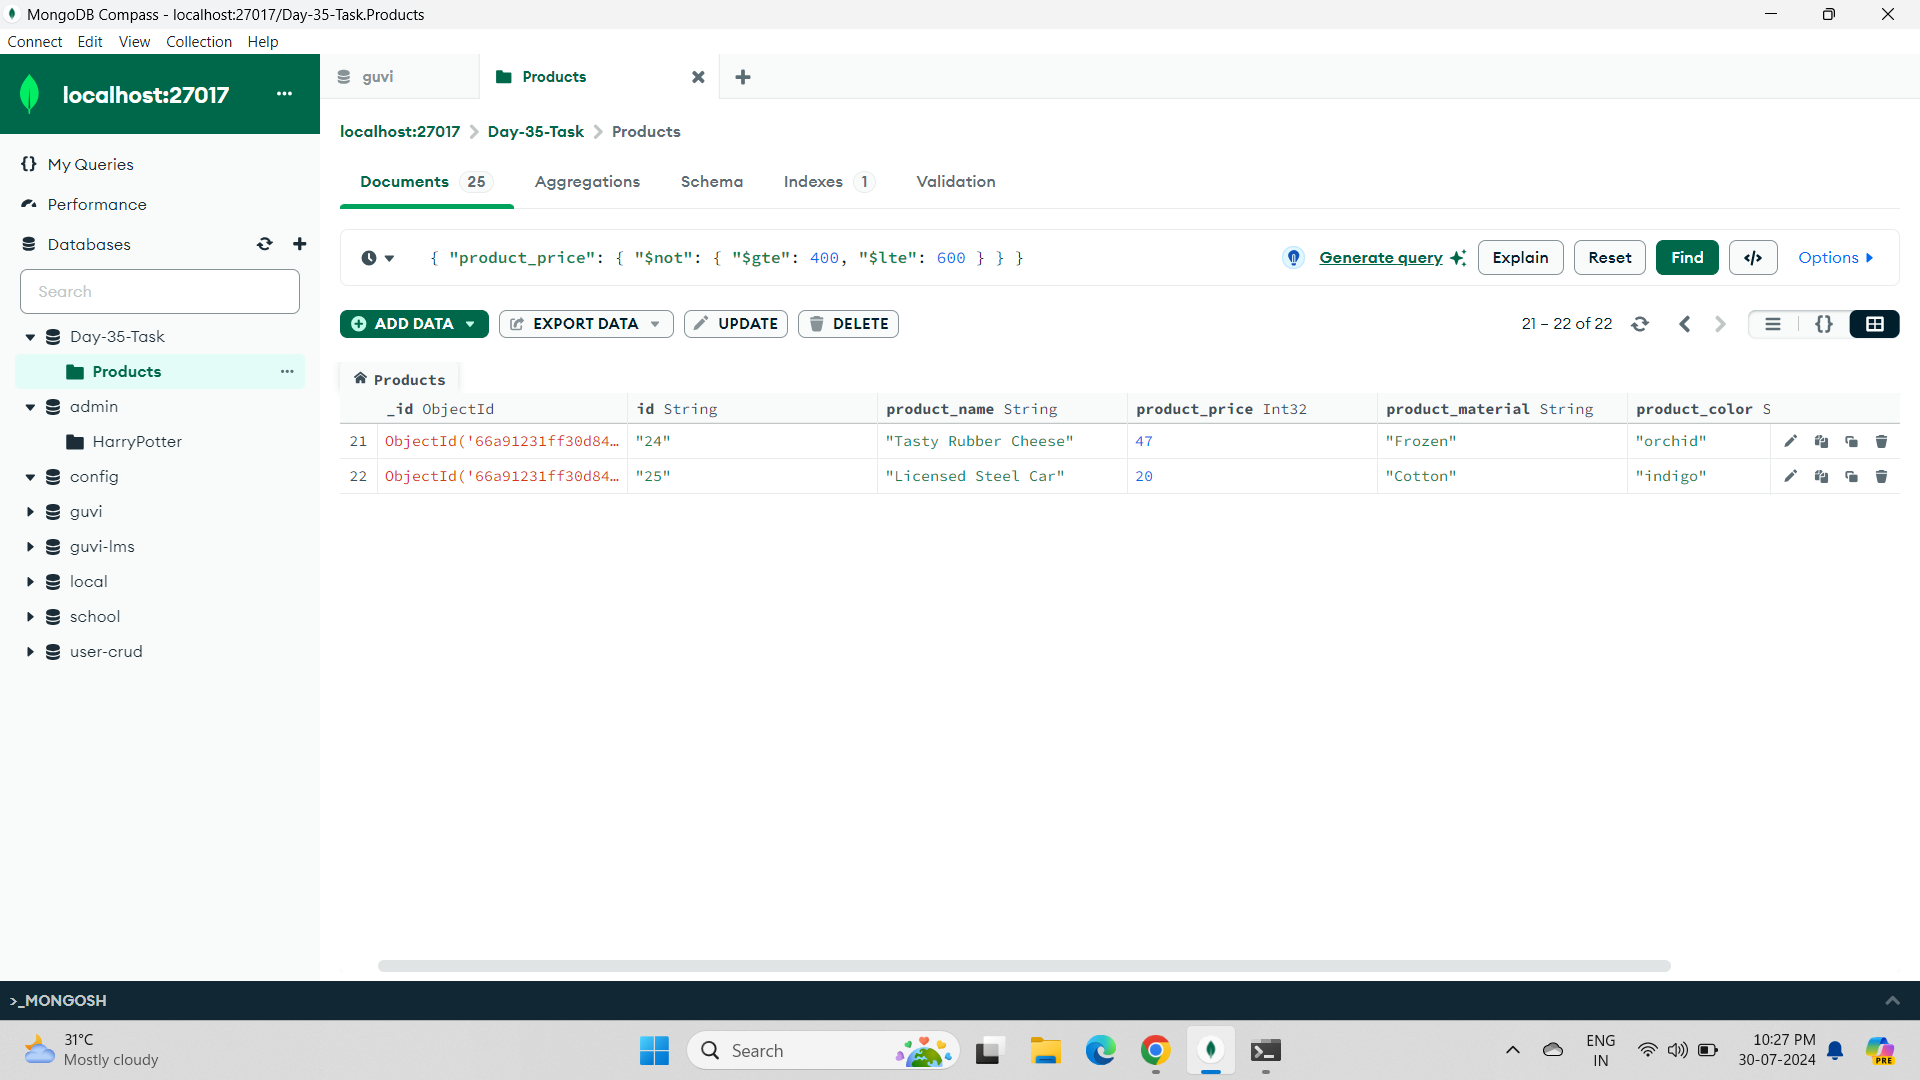 MongoDB Compass - localhost:27017/Day-35-Task.Products
Connect Edit View Collection Help
localhost:27017
My Queries
Performance
Databases
Search
Day-35-Task
Products
admin
HarryPotter
config
guvi
guvi-lms
local
school
user-crud
guvi
Products
localhost:27017 > Day-35-Task > Products
Documents 25 Aggregations Schema Indexes 1 Validation
{ "product_price": { "$not": { "$gte": 400, "$lte": 600 } } }
Generate query Explain Reset Find </> Options
ADD DATA EXPORT DATA UPDATE DELETE
21 – 22 of 22 {}
Products
_id ObjectId id String product_name String product_price Int32 product_material String product_color S
21 ObjectId('66a91231ff30d84… "24" "Tasty Rubber Cheese" 47 "Frozen" "orchid"
22 ObjectId('66a91231ff30d84… "25" "Licensed Steel Car" 20 "Cotton" "indigo"
>_MONGOSH
31°C
Mostly cloudy
Search
ENG
IN
10:27 PM
30-07-2024
PRE